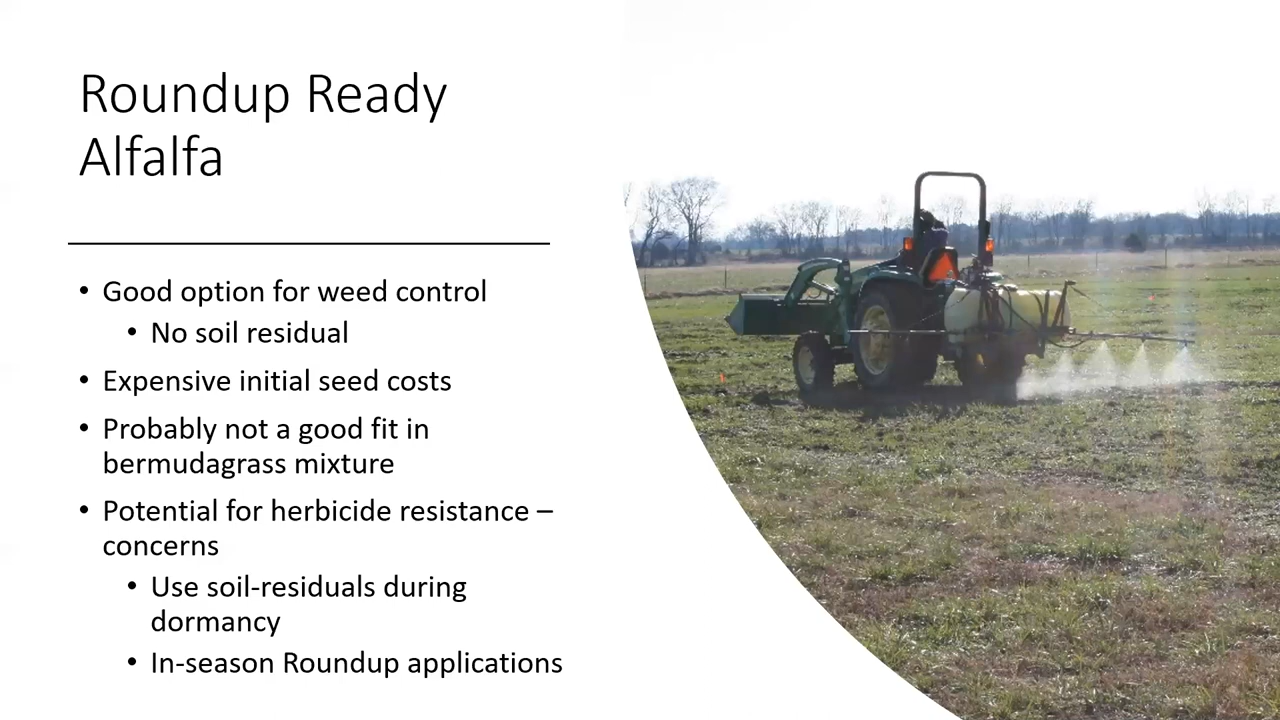 Roundup Ready
Alfalfa
• Good option for weed control
• No soil residual
• Expensive initial seed costs
• Probably not a good fit in
bermudagrass mixture
• Potential for herbicide resistance –
concerns
• Use soil-residuals during
dormancy
• In-season Roundup applications